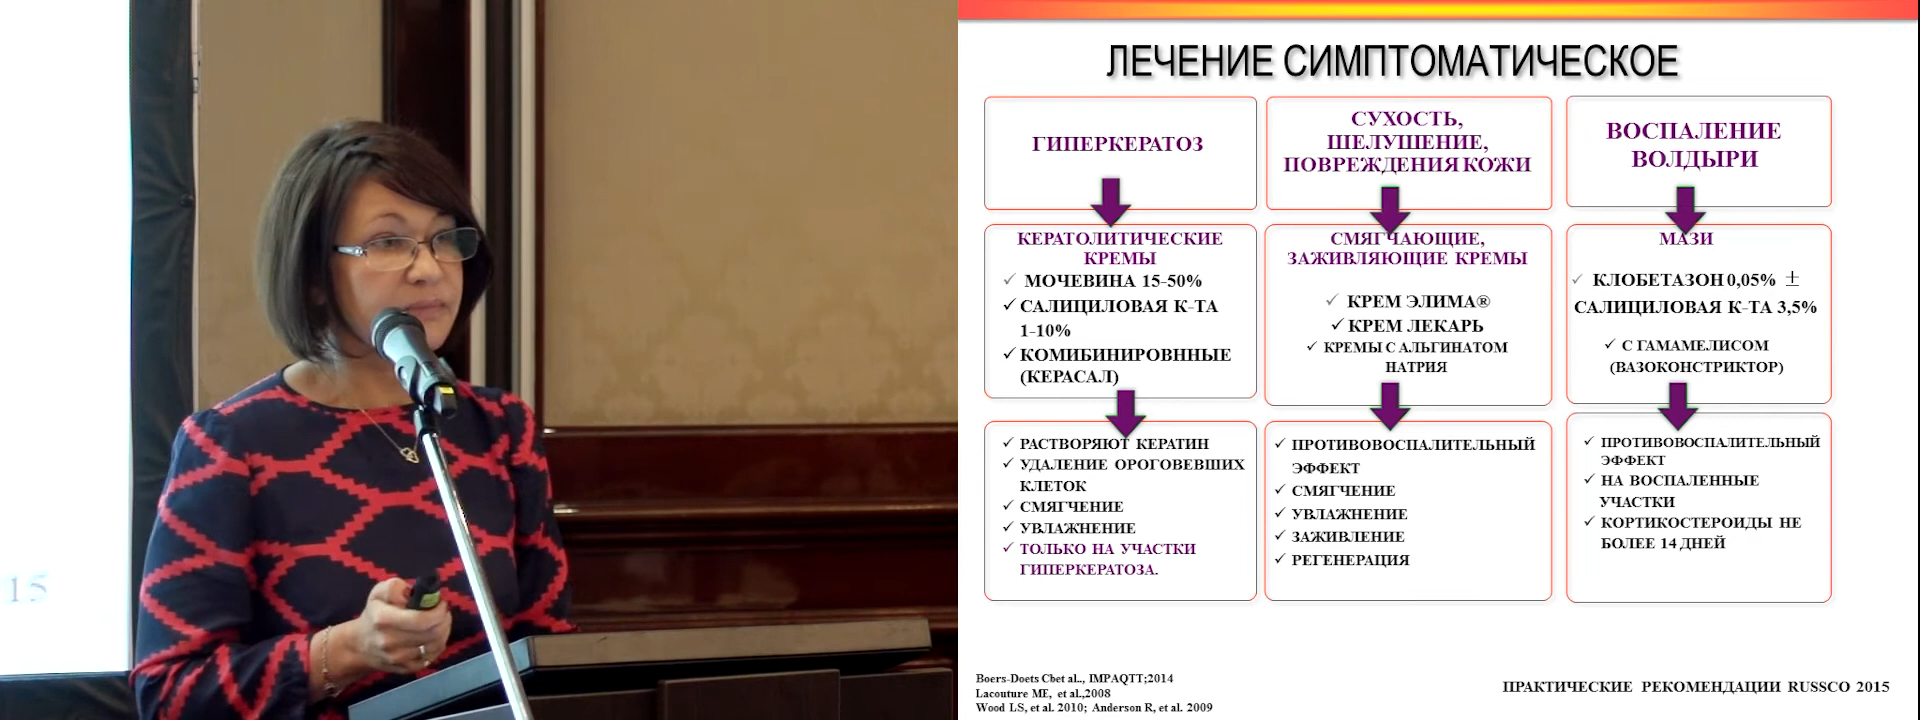 15
ЛЕЧЕНИЕ СИМПТОМАТИЧЕСКОЕ
ГИПЕРКЕРАТОЗ
КЕРАТОЛИТИЧЕСКИЕ
КРЕМЫ
✓ МОЧЕВИНА 15-50%
✓ САЛИЦИЛОВАЯ К-ТА
1-10%
✓ КОМИБИНИРОВННЫЕ
(КЕРАСАЛ)
✓ РАСТВОРЯЮТ КЕРАТИН
✓ УДАЛЕНИЕ ОРОГОВЕВШИХ
КЛЕТОК
✓ СМЯГЧЕНИЕ
✓ УВЛАЖНЕНИЕ
✓ ТОЛЬКО НА УЧАСТКИ
ГИПЕРКЕРАТОЗА.
СУХОСТЬ,
ШЕЛУШЕНИЕ,
ПОВРЕЖДЕНИЯ КОЖИ
СМЯГЧАЮЩИЕ,
ЗАЖИВЛЯЮЩИЕ КРЕМЫ
✓ КРЕМ ЭЛИМА®
✓ КРЕМ ЛЕКАРЬ
✓ КРЕМЫ С АЛЬГИНАТОМ
НАТРИЯ
✓ ПРОТИВОВОСПАЛИТЕЛЬНЫЙ
ЭФФЕКТ
✓ СМЯГЧЕНИЕ
✓ УВЛАЖНЕНИЕ
✓ ЗАЖИВЛЕНИЕ
✓ РЕГЕНЕРАЦИЯ
ВОСПАЛЕНИЕ
ВОЛДЫРИ
МАЗИ
✓ КЛОБЕТАЗОН 0,05% ±
САЛИЦИЛОВАЯ К-ТА 3,5%
✓ С ГАМАМЕЛИСОМ
(ВАЗОКОНСТРИКТОР)
✓ ПРОТИВОВОСПАЛИТЕЛЬНЫЙ
ЭФФЕКТ
✓ НА ВОСПАЛЕННЫЕ
УЧАСТКИ
✓ КОРТИКОСТЕРОИДЫ НЕ
БОЛЕЕ 14 ДНЕЙ
Boers-Doets Cbet al.., IMPAQTT;2014
Lacouture ME, et al.,2008
Wood LS, et al. 2010; Anderson R, et al. 2009
ПРАКТИЧЕСКИЕ РЕКОМЕНДАЦИИ RUSSCO 2015